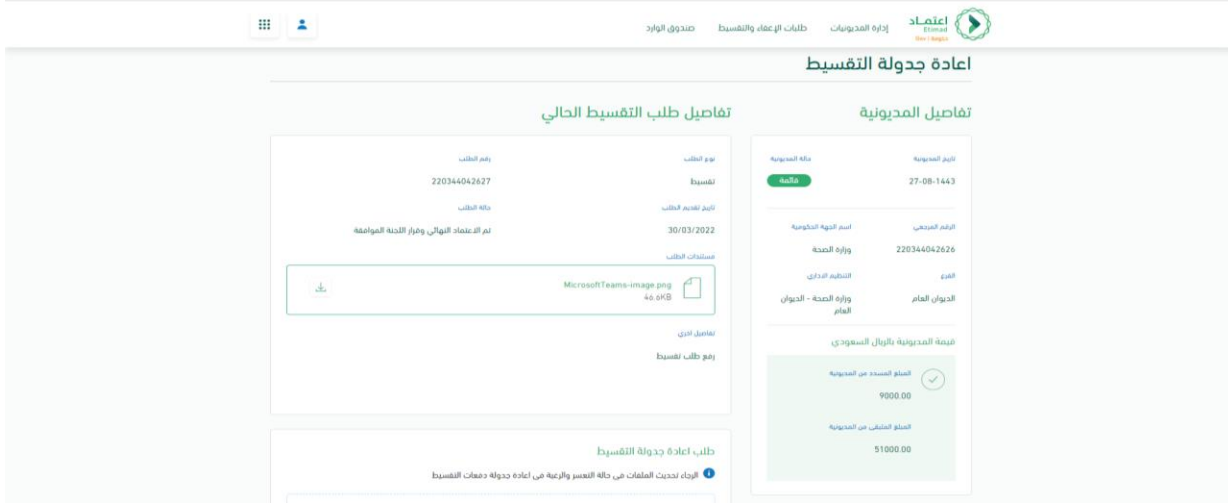 اعتماد
Etimad
إدارة المديونيات
طلبات الإعفاء والتقسيط
صندوق الوارد
اعادة جدولة التقسيط
تفاصيل المديونية
تاريخ المديونية
حالة المديونية
27-08-1443
قائمة
الرقم المرجعي
اسم الجهة الحكومية
220344042626
وزارة الصحة
الفرع
التنظيم الاداري
الديوان العام
وزارة الصحة - الديوان
العام
قيمة المديونية بالريال السعودي
المبلغ المسدد من المديونية
9000.00
المبلغ المتبقي من المديونية
51000.00
تفاصيل طلب التقسيط الحالي
نوع الطلب
رقم الطلب
تقسيط
220344042627
تاريخ تقديم الطلب
حالة الطلب
30/03/2022
تم الاعتماد النهائي وقرار اللجنة الموافقة
مستندات الطلب
MicrosoftTeams-image.png
46.6KB
تفاصيل اخري
رفع طلب تقسيط
طلب اعادة جدولة التقسيط
الرجاء تحديث الملفات في حالة التعسر والرغبة في اعادة جدولة دفعات التقسيط